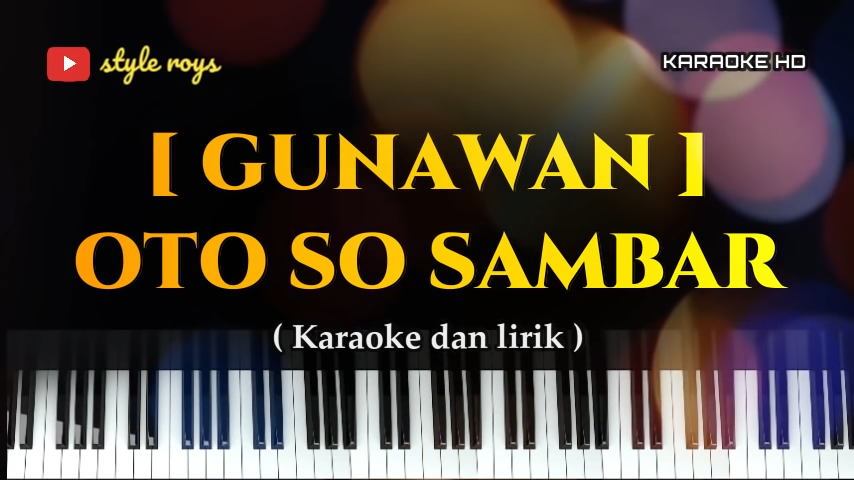 style roys
KARAOKE HD
[ GUNAWAN ]
OTO SO SAMBAR
( Karaoke dan lirik )